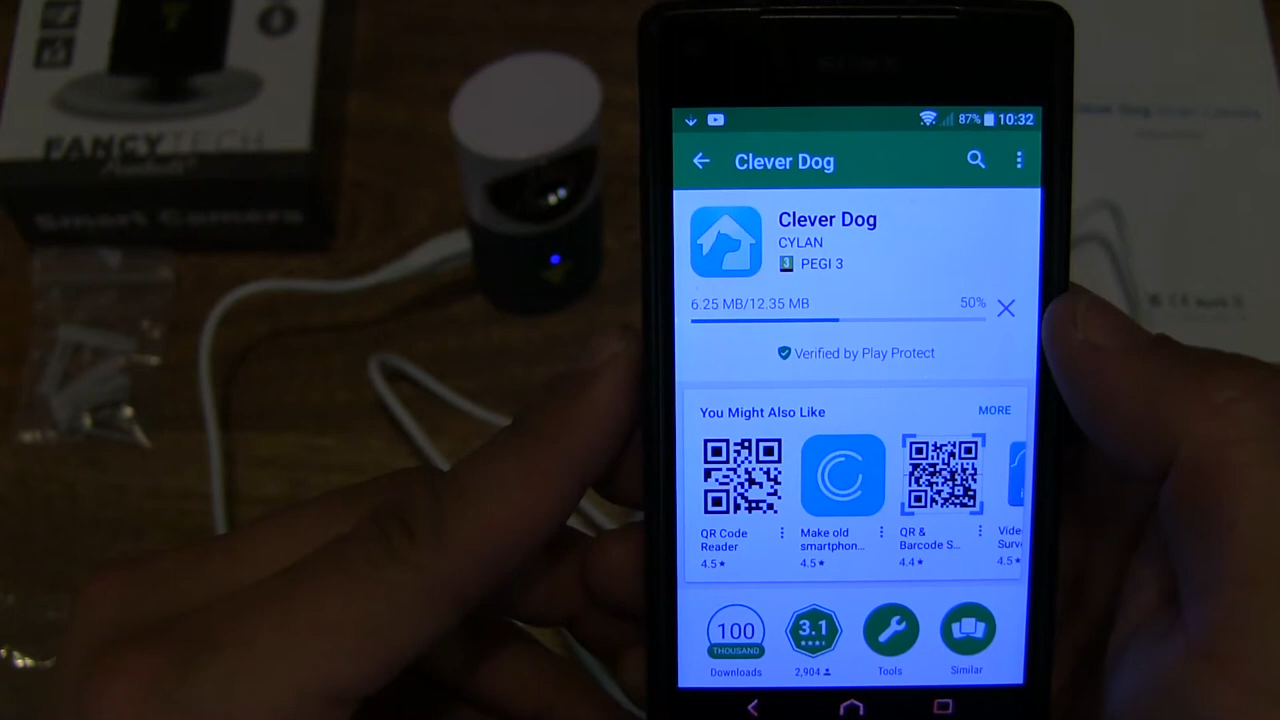 FANCYTECH
Smart Camera
87% 10:32
Clever Dog
Clever Dog
CYLAN
3 PEGI 3
6.25 MB/12.35 MB 50%
Verified by Play Protect
You Might Also Like MORE
QR Code
Reader
4.5★
Make old
smartphon...
4.5★
QR &
Barcode S...
4.4★
Vide
Surv
4.5★
100
THOUSAND
Downloads
3.1
2,904
Tools
Similar